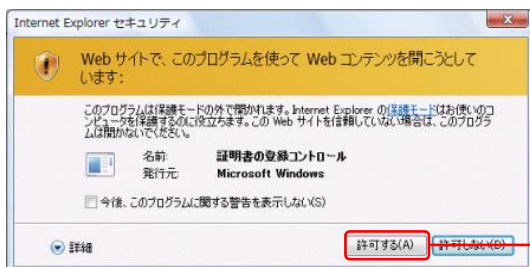 Internet Explorer セキュリティ
Web サイトで、このプログラムを使って Web コンテンツを開こうとして
います:
このプログラムは保護モードの外で開かれます。Internet Explorer の保護モードはお使いのコ
ンピュータを保護するのに役立ちます。この Web サイトを信頼していない場合は、このプログラ
ムは開かないでください。
名前: 証明書の登録コントロール
発行元: Microsoft Windows
今後、このプログラムに関する警告を表示しない(S)
詳細
許可する(A) 許可しない(D)